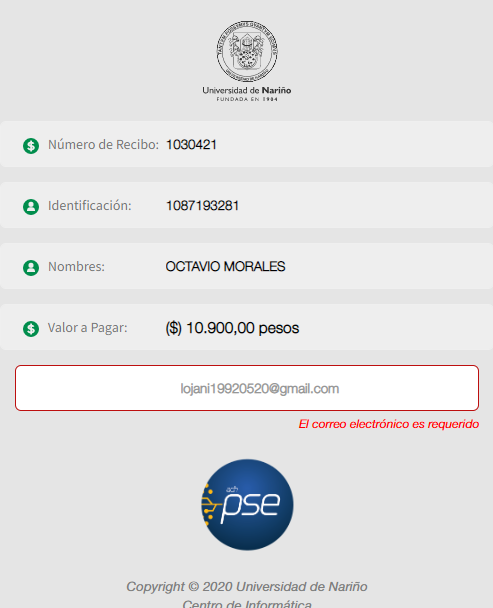 Universidad de Nariño
FUNDADA EN 1904
Número de Recibo: 1030421
Identificación: 1087193281
Nombres: OCTAVIO MORALES
Valor a Pagar: ($) 10.900,00 pesos
lojani19920520@gmail.com
El correo electrónico es requerido
ach
pse
Copyright © 2020 Universidad de Nariño
Centro de Informática